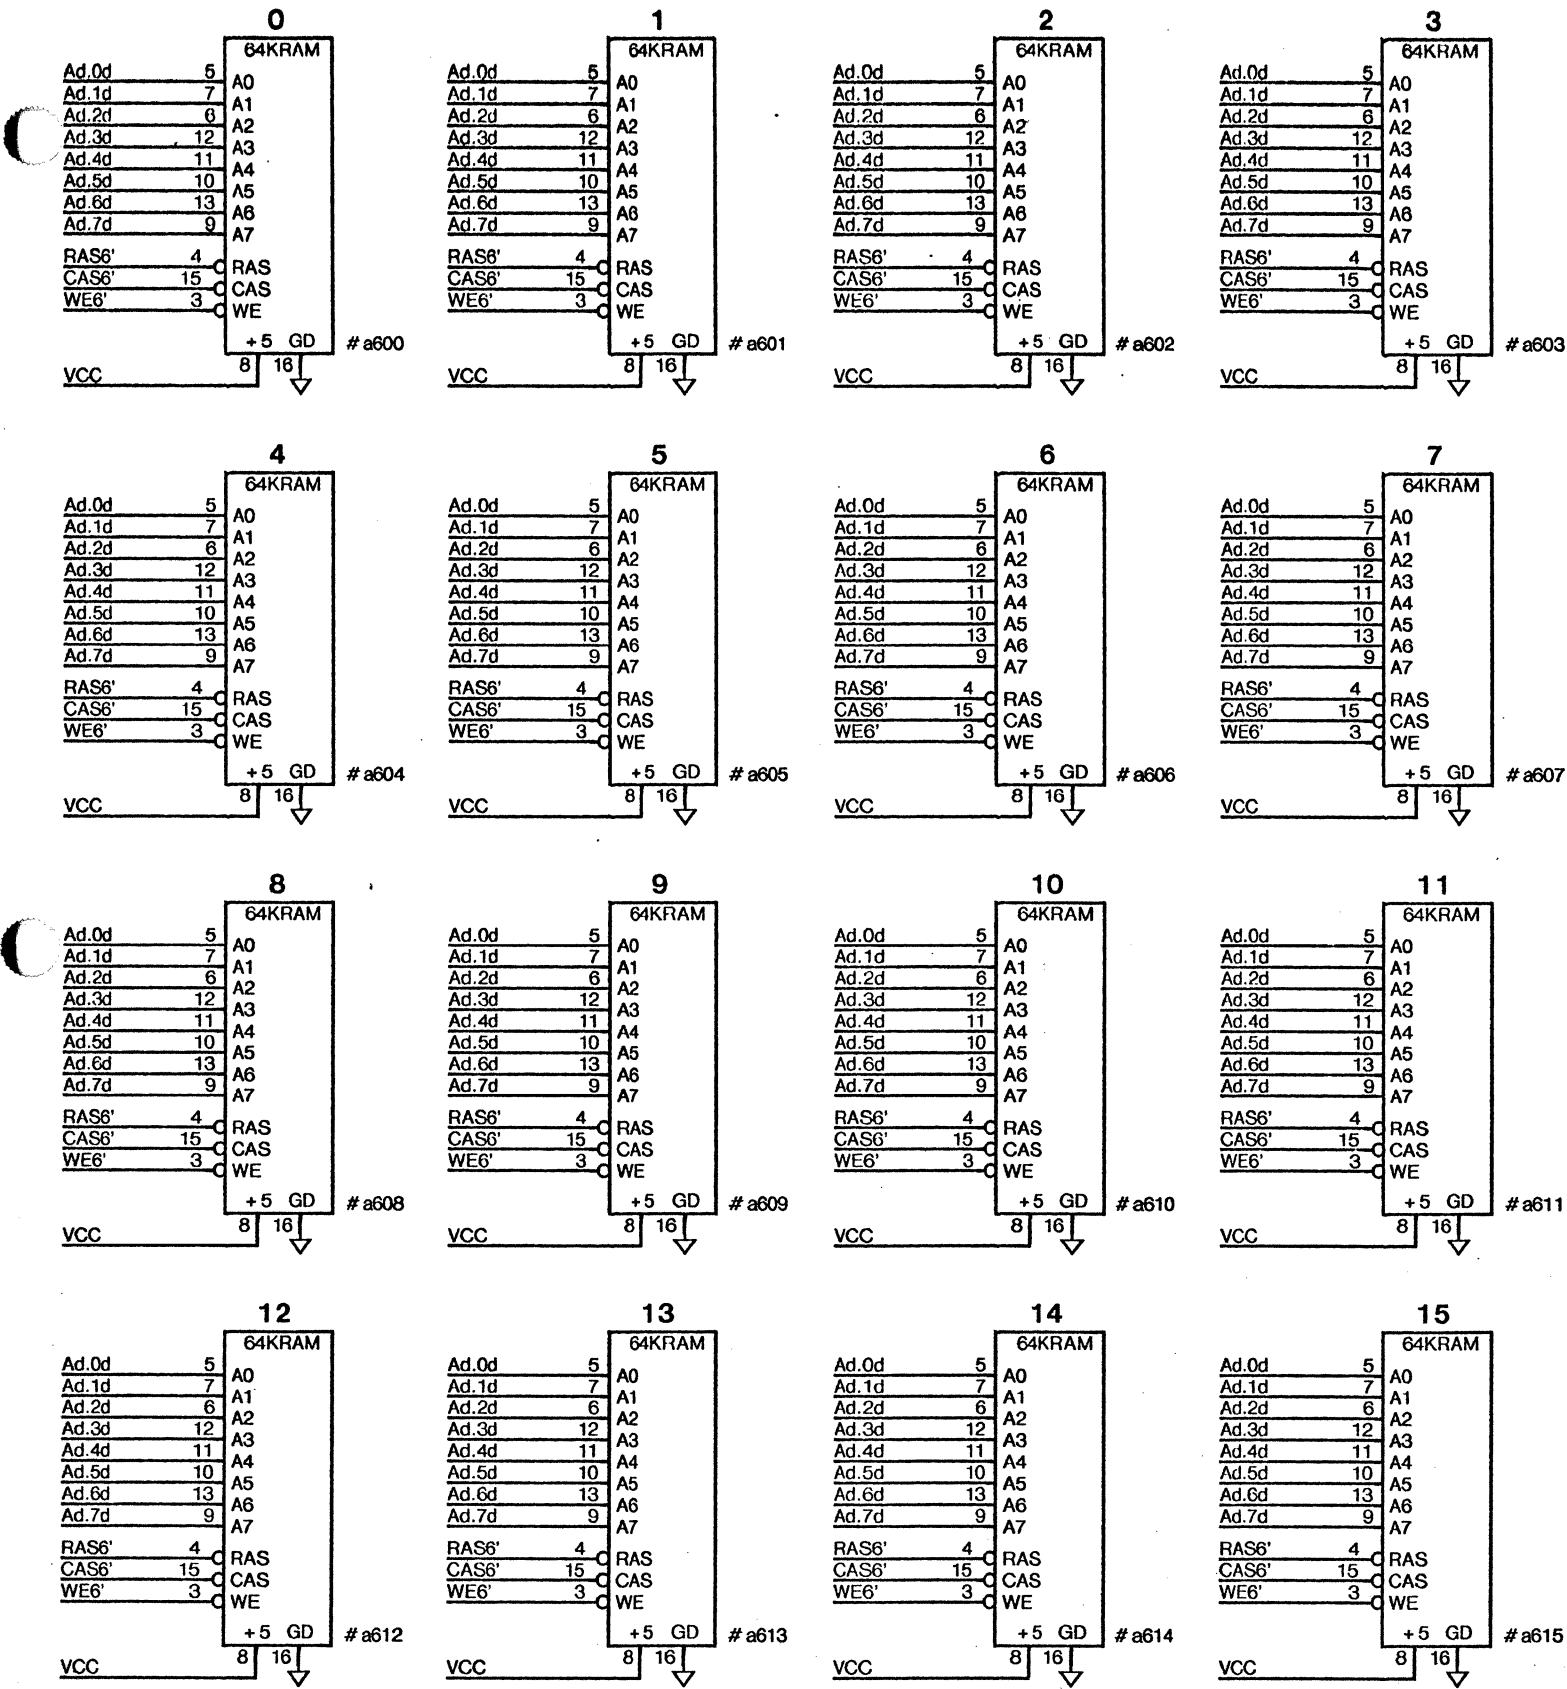 0
64KRAM
Ad.0d 5 A0
Ad.1d 7 A1
Ad.2d 6 A2
Ad.3d 12 A3
Ad.4d 11 A4
Ad.5d 10 A5
Ad.6d 13 A6
Ad.7d 9 A7
RAS6' 4 RAS
CAS6' 15 CAS
WE6' 3 WE
+5 GD #a600
8 16
VCC
1
64KRAM
Ad.0d 5 A0
Ad.1d 7 A1
Ad.2d 6 A2
Ad.3d 12 A3
Ad.4d 11 A4
Ad.5d 10 A5
Ad.6d 13 A6
Ad.7d 9 A7
RAS6' 4 RAS
CAS6' 15 CAS
WE6' 3 WE
+5 GD #a601
8 16
VCC
2
64KRAM
Ad.0d 5 A0
Ad.1d 7 A1
Ad.2d 6 A2
Ad.3d 12 A3
Ad.4d 11 A4
Ad.5d 10 A5
Ad.6d 13 A6
Ad.7d 9 A7
RAS6' 4 RAS
CAS6' 15 CAS
WE6' 3 WE
+5 GD #a602
8 16
VCC
3
64KRAM
Ad.0d 5 A0
Ad.1d 7 A1
Ad.2d 6 A2
Ad.3d 12 A3
Ad.4d 11 A4
Ad.5d 10 A5
Ad.6d 13 A6
Ad.7d 9 A7
RAS6' 4 RAS
CAS6' 15 CAS
WE6' 3 WE
+5 GD #a603
8 16
VCC
4
64KRAM
Ad.0d 5 A0
Ad.1d 7 A1
Ad.2d 6 A2
Ad.3d 12 A3
Ad.4d 11 A4
Ad.5d 10 A5
Ad.6d 13 A6
Ad.7d 9 A7
RAS6' 4 RAS
CAS6' 15 CAS
WE6' 3 WE
+5 GD #a604
8 16
VCC
5
64KRAM
Ad.0d 5 A0
Ad.1d 7 A1
Ad.2d 6 A2
Ad.3d 12 A3
Ad.4d 11 A4
Ad.5d 10 A5
Ad.6d 13 A6
Ad.7d 9 A7
RAS6' 4 RAS
CAS6' 15 CAS
WE6' 3 WE
+5 GD #a605
8 16
VCC
6
64KRAM
Ad.0d 5 A0
Ad.1d 7 A1
Ad.2d 6 A2
Ad.3d 12 A3
Ad.4d 11 A4
Ad.5d 10 A5
Ad.6d 13 A6
Ad.7d 9 A7
RAS6' 4 RAS
CAS6' 15 CAS
WE6' 3 WE
+5 GD #a606
8 16
VCC
7
64KRAM
Ad.0d 5 A0
Ad.1d 7 A1
Ad.2d 6 A2
Ad.3d 12 A3
Ad.4d 11 A4
Ad.5d 10 A5
Ad.6d 13 A6
Ad.7d 9 A7
RAS6' 4 RAS
CAS6' 15 CAS
WE6' 3 WE
+5 GD #a607
8 16
VCC
8
64KRAM
Ad.0d 5 A0
Ad.1d 7 A1
Ad.2d 6 A2
Ad.3d 12 A3
Ad.4d 11 A4
Ad.5d 10 A5
Ad.6d 13 A6
Ad.7d 9 A7
RAS6' 4 RAS
CAS6' 15 CAS
WE6' 3 WE
+5 GD #a608
8 16
VCC
9
64KRAM
Ad.0d 5 A0
Ad.1d 7 A1
Ad.2d 6 A2
Ad.3d 12 A3
Ad.4d 11 A4
Ad.5d 10 A5
Ad.6d 13 A6
Ad.7d 9 A7
RAS6' 4 RAS
CAS6' 15 CAS
WE6' 3 WE
+5 GD #a609
8 16
VCC
10
64KRAM
Ad.0d 5 A0
Ad.1d 7 A1
Ad.2d 6 A2
Ad.3d 12 A3
Ad.4d 11 A4
Ad.5d 10 A5
Ad.6d 13 A6
Ad.7d 9 A7
RAS6' 4 RAS
CAS6' 15 CAS
WE6' 3 WE
+5 GD #a610
8 16
VCC
11
64KRAM
Ad.0d 5 A0
Ad.1d 7 A1
Ad.2d 6 A2
Ad.3d 12 A3
Ad.4d 11 A4
Ad.5d 10 A5
Ad.6d 13 A6
Ad.7d 9 A7
RAS6' 4 RAS
CAS6' 15 CAS
WE6' 3 WE
+5 GD #a611
8 16
VCC
12
64KRAM
Ad.0d 5 A0
Ad.1d 7 A1
Ad.2d 6 A2
Ad.3d 12 A3
Ad.4d 11 A4
Ad.5d 10 A5
Ad.6d 13 A6
Ad.7d 9 A7
RAS6' 4 RAS
CAS6' 15 CAS
WE6' 3 WE
+5 GD #a612
8 16
VCC
13
64KRAM
Ad.0d 5 A0
Ad.1d 7 A1
Ad.2d 6 A2
Ad.3d 12 A3
Ad.4d 11 A4
Ad.5d 10 A5
Ad.6d 13 A6
Ad.7d 9 A7
RAS6' 4 RAS
CAS6' 15 CAS
WE6' 3 WE
+5 GD #a613
8 16
VCC
14
64KRAM
Ad.0d 5 A0
Ad.1d 7 A1
Ad.2d 6 A2
Ad.3d 12 A3
Ad.4d 11 A4
Ad.5d 10 A5
Ad.6d 13 A6
Ad.7d 9 A7
RAS6' 4 RAS
CAS6' 15 CAS
WE6' 3 WE
+5 GD #a614
8 16
VCC
15
64KRAM
Ad.0d 5 A0
Ad.1d 7 A1
Ad.2d 6 A2
Ad.3d 12 A3
Ad.4d 11 A4
Ad.5d 10 A5
Ad.6d 13 A6
Ad.7d 9 A7
RAS6' 4 RAS
CAS6' 15 CAS
WE6' 3 WE
+5 GD #a615
8 16
VCC